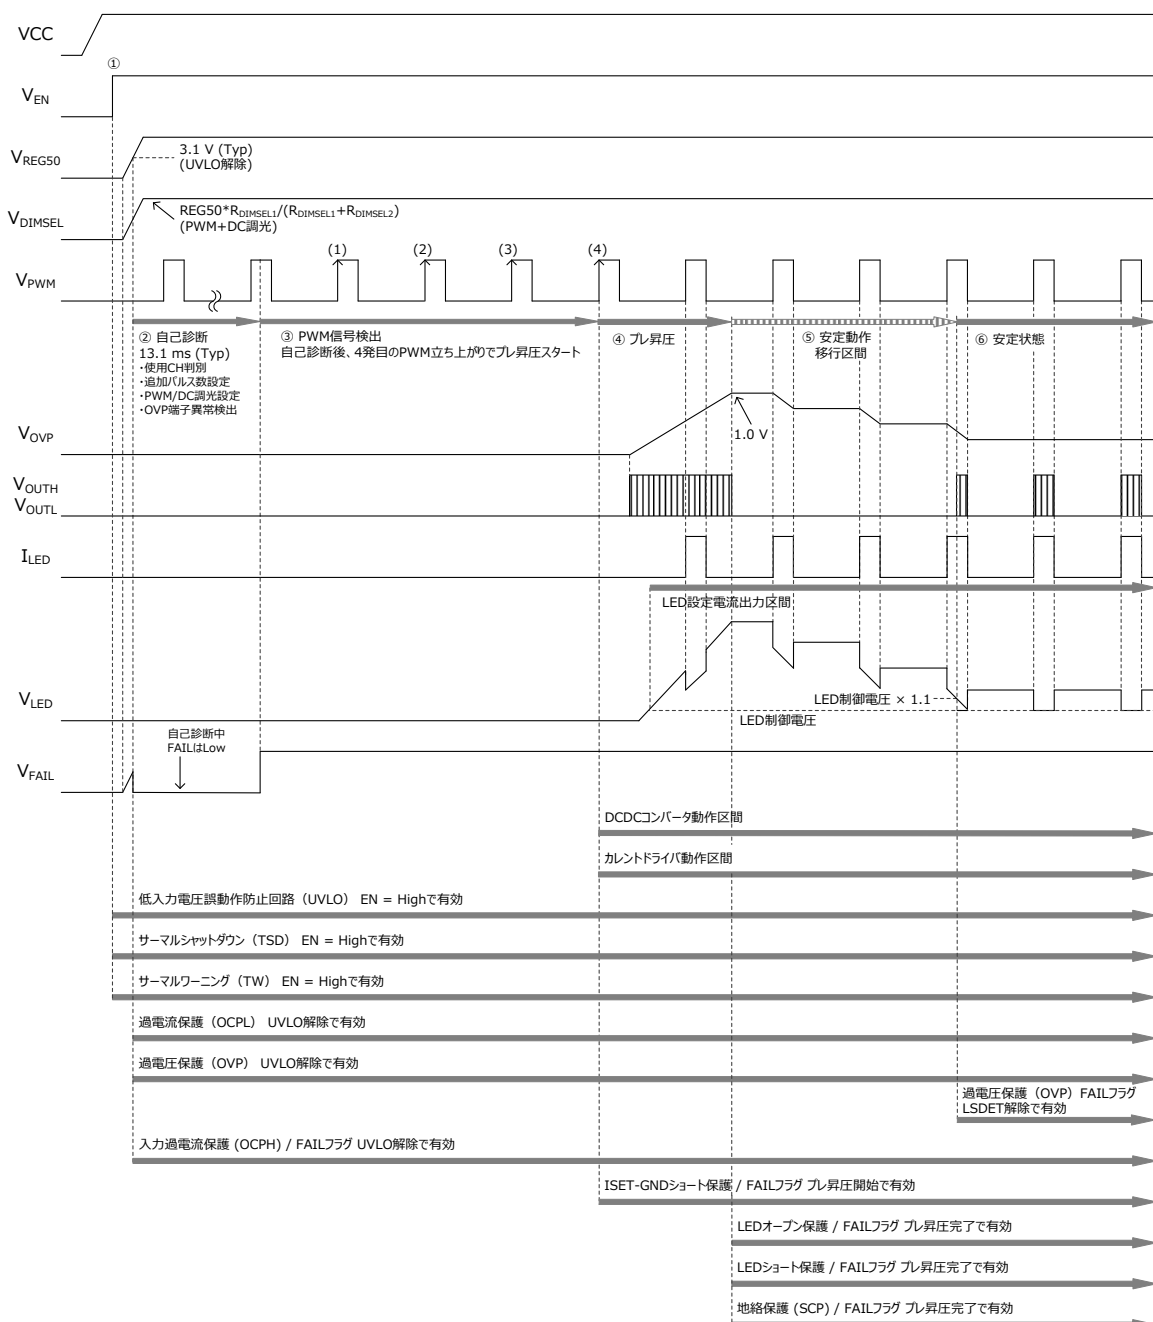 VCC
①
VEN
VREG50
3.1 V (Typ)
(UVLO解除)
VDIMSEL
REG50*RDIMSEL1/(RDIMSEL1+RDIMSEL2)
(PWM+DC調光)
(1)
(2)
(3)
(4)
VPWM
② 自己診断
13.1 ms (Typ)
・使用CH判別
・追加パルス数設定
・PWM/DC調光設定
・OVP端子異常検出
③ PWM信号検出
自己診断後、4発目のPWM立ち上がりでプレ昇圧スタート
④ プレ昇圧
⑤ 安定動作
移行区間
⑥ 安定状態
VOVP
1.0 V
VOUTH
VOUTL
ILED
LED設定電流出力区間
VLED
LED制御電圧 × 1.1
LED制御電圧
自己診断中
FAILはLow
VFAIL
DCDCコンバータ動作区間
カレントドライバ動作区間
低入力電圧誤動作防止回路（UVLO） EN = Highで有効
サーマルシャットダウン（TSD） EN = Highで有効
サーマルワーニング（TW） EN = Highで有効
過電流保護（OCPL） UVLO解除で有効
過電圧保護（OVP） UVLO解除で有効
過電圧保護（OVP）FAILフラグ
LSDET解除で有効
入力過電流保護 (OCPH) / FAILフラグ UVLO解除で有効
ISET-GNDショート保護 / FAILフラグ プレ昇圧開始で有効
LEDオープン保護 / FAILフラグ プレ昇圧完了で有効
LEDショート保護 / FAILフラグ プレ昇圧完了で有効
地絡保護 (SCP) / FAILフラグ プレ昇圧完了で有効